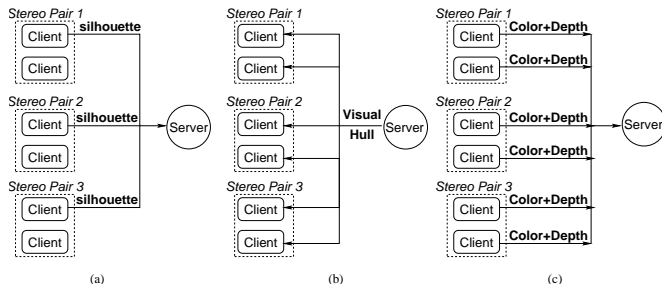 Stereo Pair 1
Client
silhouette
Client
Stereo Pair 2
Client
silhouette
Client
Server
Stereo Pair 3
Client
silhouette
Client
(a)
Stereo Pair 1
Client
Client
Stereo Pair 2
Client
Client
Visual
Hull
Server
Stereo Pair 3
Client
Client
(b)
Stereo Pair 1
Client
Color+Depth
Client
Color+Depth
Stereo Pair 2
Client
Color+Depth
Client
Color+Depth
Server
Stereo Pair 3
Client
Color+Depth
Client
Color+Depth
(c)